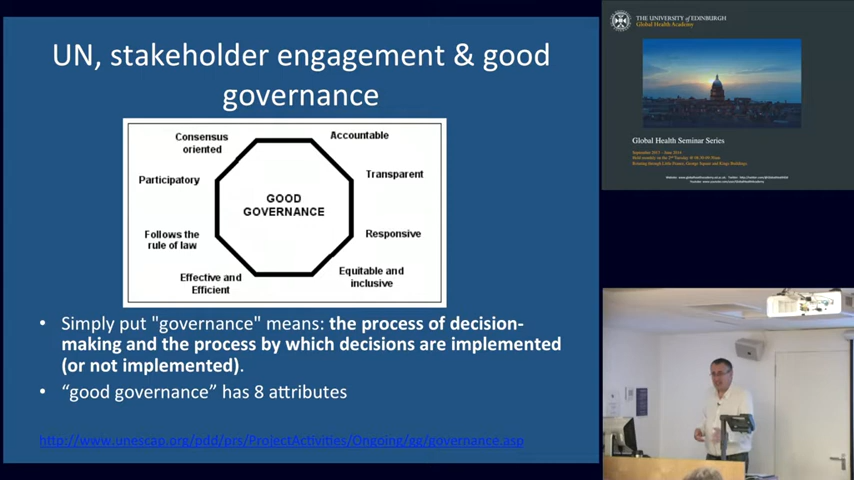 UN, stakeholder engagement & good
governance
Consensus
oriented
Accountable
Participatory
Transparent
GOOD
GOVERNANCE
Follows the
rule of law
Responsive
Effective and
Efficient
Equitable and
inclusive
• Simply put "governance" means: the process of decision-
making and the process by which decisions are implemented
(or not implemented).
• “good governance” has 8 attributes
http://www.unescap.org/pdd/prs/ProjectActivities/Ongoing/gg/governance.asp
THE UNIVERSITY of EDINBURGH
Global Health Academy
Global Health Seminar Series